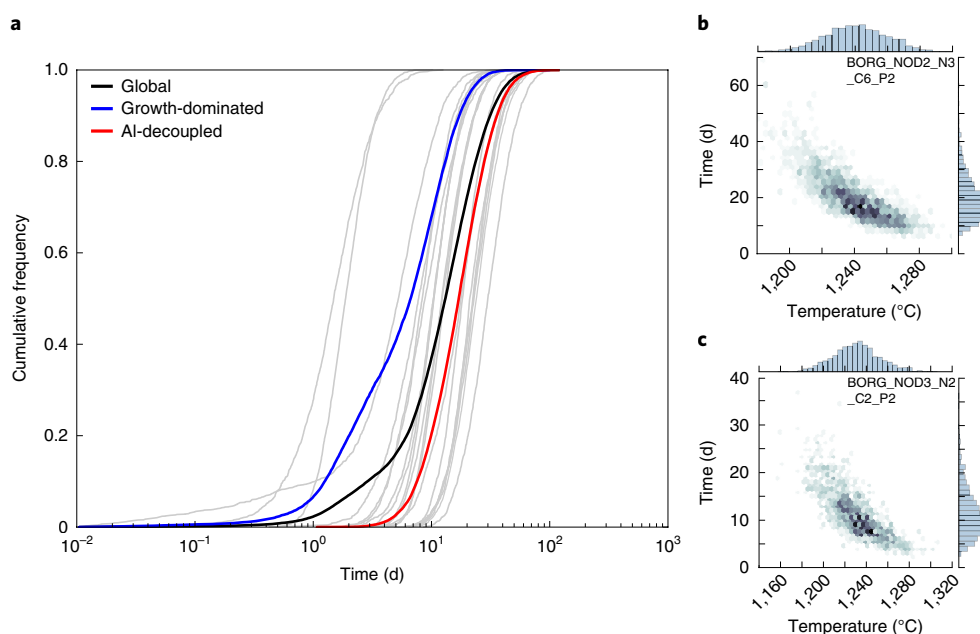 a
1.0
0.8
0.6
0.4
0.2
0
Cumulative frequency
Global
Growth-dominated
Al-decoupled
10⁻² 10⁻¹ 10⁰ 10¹ 10² 10³
Time (d)
b
BORG_NOD2_N3
_C6_P2
60
40
20
0
Time (d)
1,200 1,240 1,280
Temperature (°C)
c
BORG_NOD3_N2
_C2_P2
40
30
20
10
0
Time (d)
1,160 1,200 1,240 1,280 1,320
Temperature (°C)